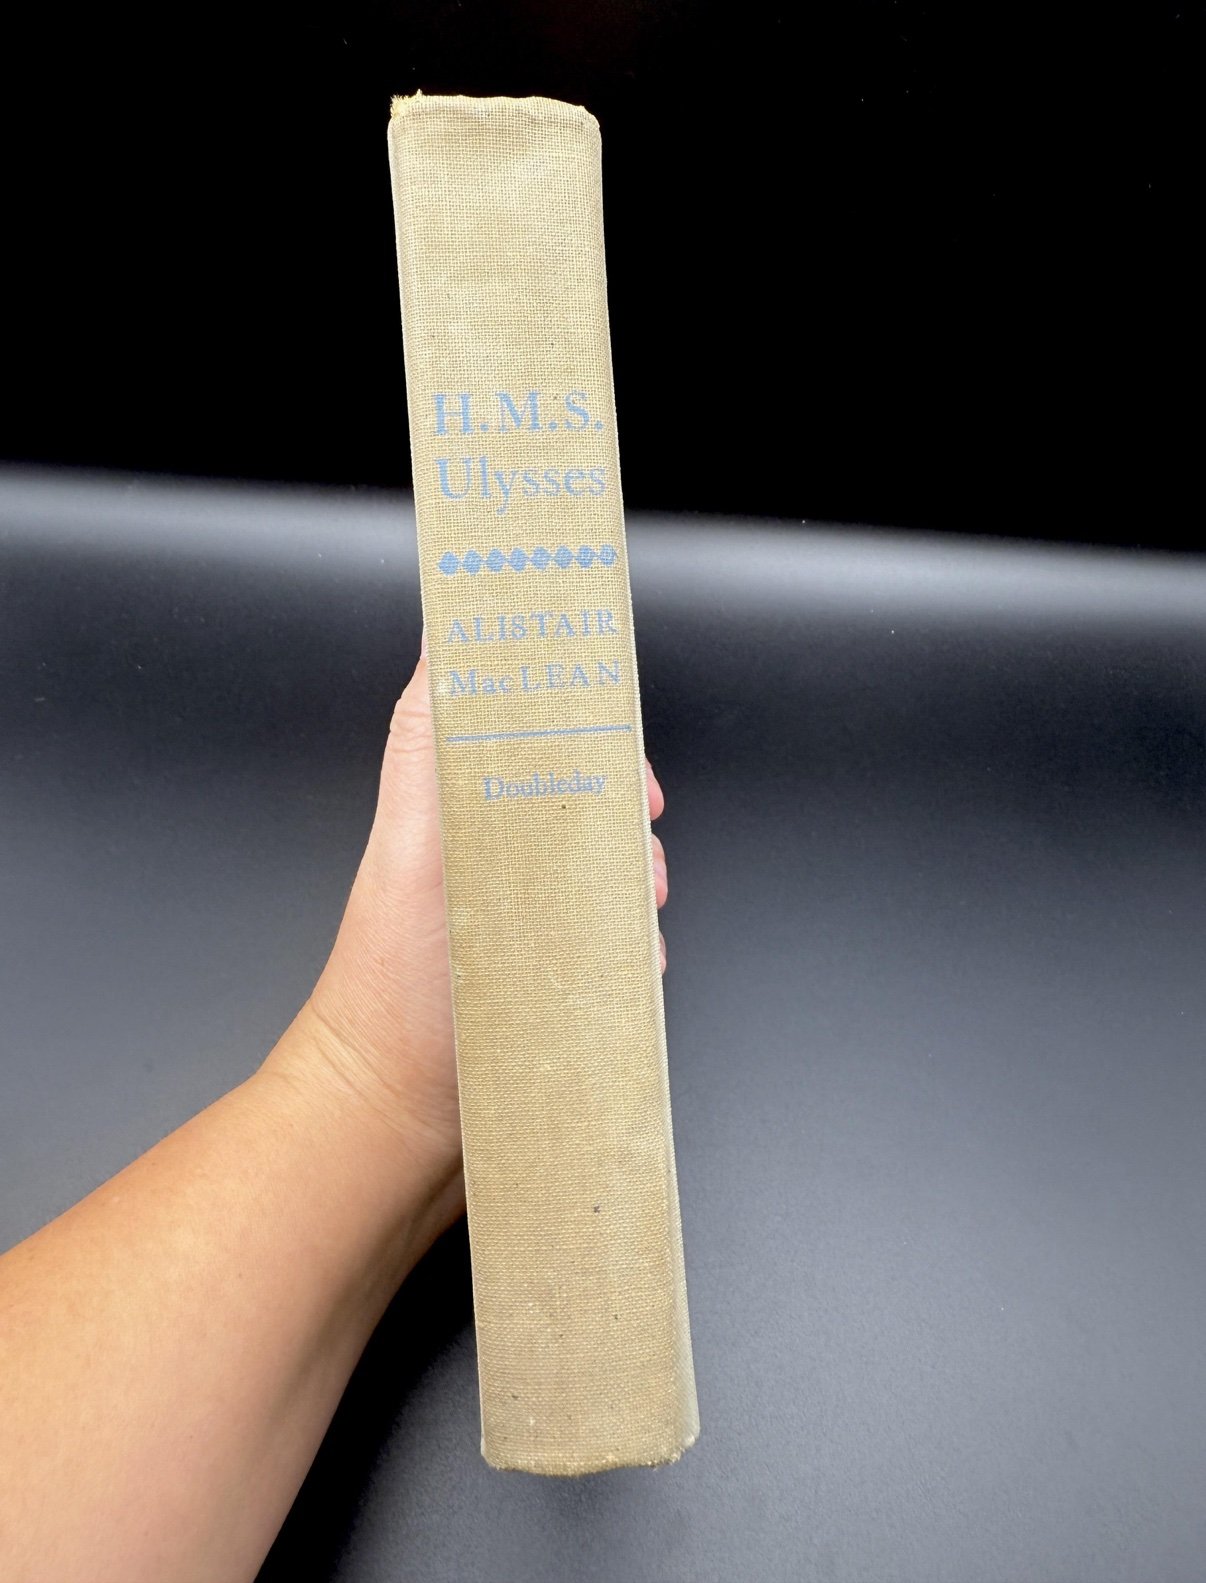 H.M.S.
Ulysses
ALISTAIR
MacLEAN
Doubleday